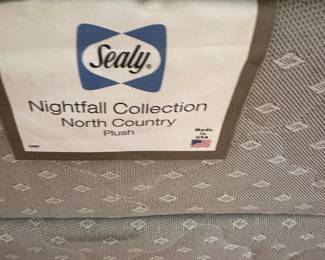 Sealy
Nightfall Collection
North Country
Plush
Made in
USA